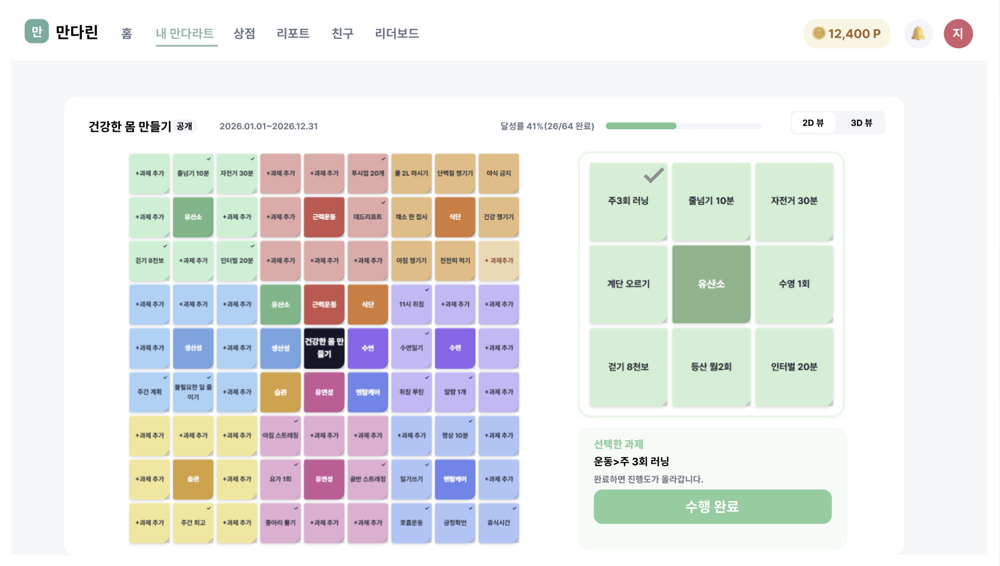 만 만다린 홈 내 만다라트 상점 리포트 친구 리더보드 12,400 P 지
건강한 몸 만들기 공개 2026.01.01~2026.12.31 달성률 41%(26/64 완료) 2D 뷰 3D 뷰
+과제 추가 줄넘기 10분 자전거 30분 +과제 추가 +과제 추가 푸시업 20개 물 2L 마시기 단백질 챙기기 야식 금지
+과제 추가 유산소 +과제 추가 +과제 추가 근력운동 데드리프트 채소 한 접시 식단 건강 챙기기
걷기 8천보 +과제 추가 인터벌 20분 +과제 추가 +과제 추가 +과제 추가 아침 챙기기 천천히 먹기 + 과제추가
+과제 추가 +과제 추가 +과제 추가 유산소 근력운동 식단 11시 취침 +과제 추가 +과제 추가
+과제 추가 생산성 +과제 추가 생산성 건강한 몸 만
들기 수면 수면일기 수면 +과제 추가
주간 계획 불필요한 일 줄
이기 +과제 추가 습관 유연성 멘탈케어 취침 루틴 알람 1개 +과제 추가
+과제 추가 +과제 추가 +과제 추가 아침 스트레칭 +과제 추가 +과제 추가 +과제 추가 명상 10분 +과제 추가
+과제 추가 습관 +과제 추가 요가 1회 유연성 골반 스트레칭 일기쓰기 멘탈케어 +과제 추가
+과제 추가 주간 회고 +과제 추가 종아리 풀기 +과제 추가 +과제 추가 호흡운동 긍정확언 휴식시간
주3회 러닝 줄넘기 10분 자전거 30분
계단 오르기 유산소 수영 1회
걷기 8천보 등산 월2회 인터벌 20분
선택한 과제
운동>주 3회 러닝
완료하면 진행도가 올라갑니다.
수행 완료